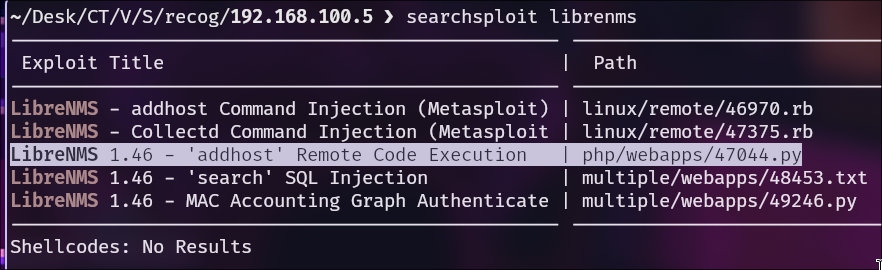 ~/Desk/CT/V/S/recog/192.168.100.5 ❯ searchsploit librenms
Exploit Title | Path
LibreNMS - addhost Command Injection (Metasploit) | linux/remote/46970.rb
LibreNMS - Collectd Command Injection (Metasploit | linux/remote/47375.rb
LibreNMS 1.46 - 'addhost' Remote Code Execution | php/webapps/47044.py
LibreNMS 1.46 - 'search' SQL Injection | multiple/webapps/48453.txt
LibreNMS 1.46 - MAC Accounting Graph Authenticate | multiple/webapps/49246.py
Shellcodes: No Results